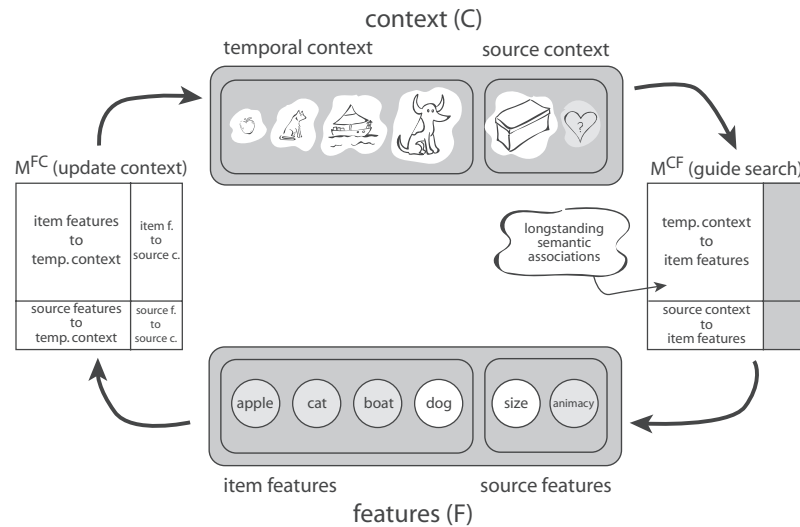 context (C)
temporal context
source context
?
M^FC (update context)
item features
to
temp. context
item f.
to
source c.
source features
to
temp. context
source f.
to
source c.
M^CF (guide search)
temp. context
to
item features
source context
to
item features
longstanding
semantic
associations
apple
cat
boat
dog
size
animacy
item features
source features
features (F)